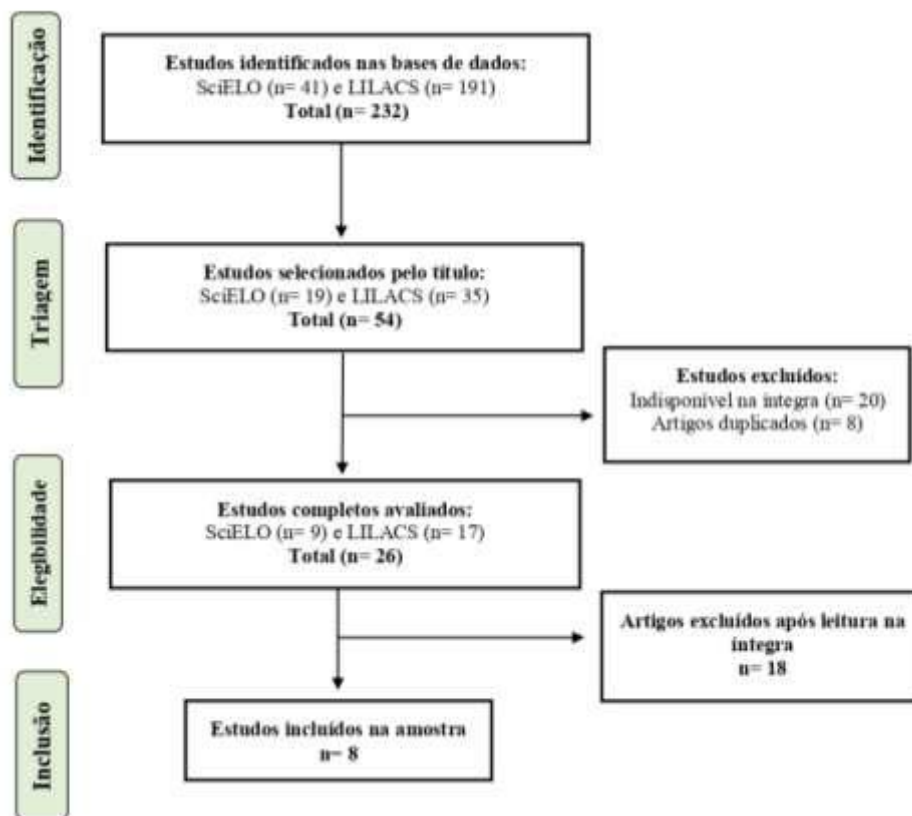 Identificação
Estudos identificados nas bases de dados:
SciELO (n= 41) e LILACS (n= 191)
Total (n= 232)
Triagem
Estudos selecionados pelo título:
SciELO (n= 19) e LILACS (n= 35)
Total (n= 54)
Estudos excluídos:
Indisponivel na integra (n= 20)
Artigos duplicados (n= 8)
Elegibilidade
Estudos completos avaliados:
SciELO (n= 9) e LILACS (n= 17)
Total (n= 26)
Artigos excluídos após leitura na
íntegra
n= 18
Inclusão
Estudos incluídos na amostra
n= 8